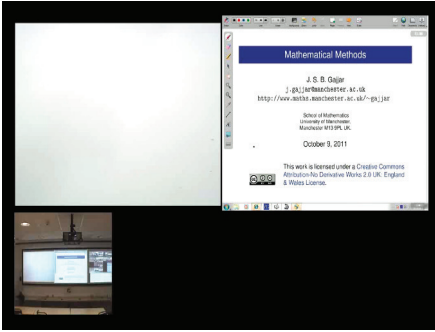 Mathematical Methods
J. S. B. Gajjar
j.gajjar@manchester.ac.uk
http://www.maths.manchester.ac.uk/~gajjar
School of Mathematics
University of Manchester
Manchester M13 9PL UK.
October 9, 2011
This work is licensed under a Creative Commons
Attribution-No Derivative Works 2.0 UK: England
& Wales License.